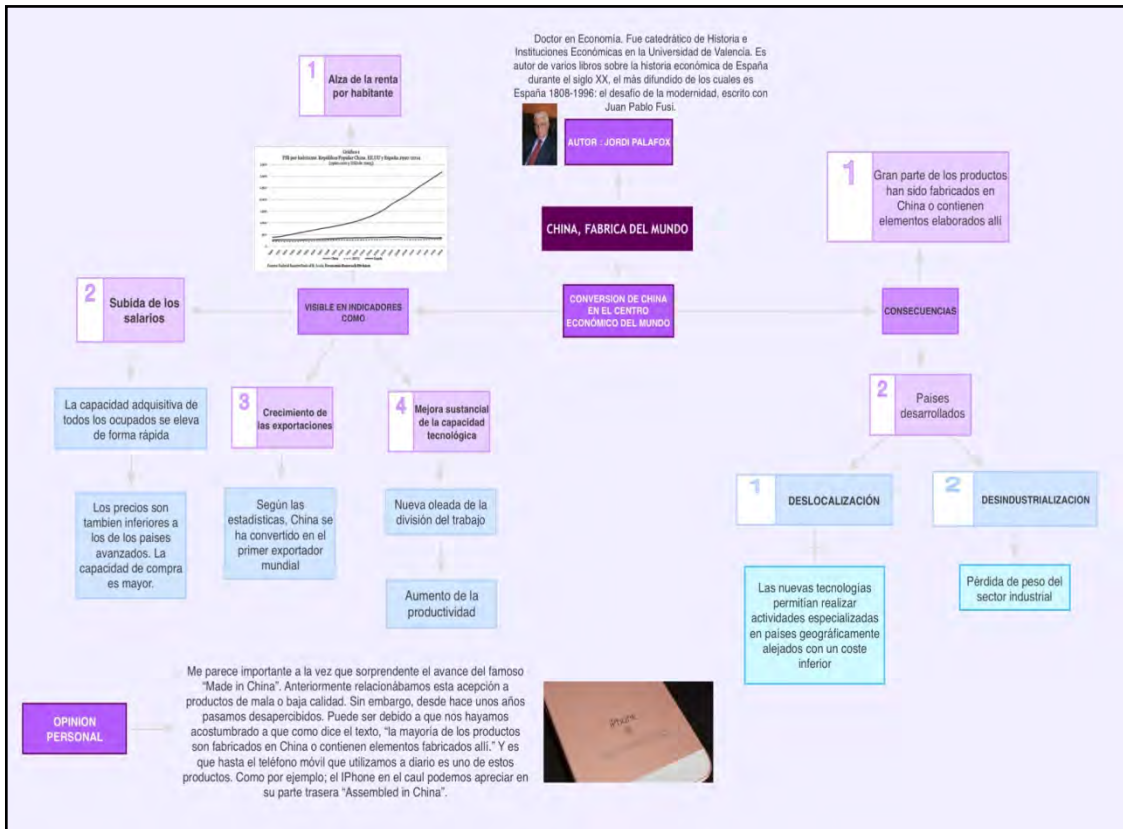 Doctor en Economía. Fue catedrático de Historia e
Instituciones Económicas en la Universidad de Valencia. Es
autor de varios libros sobre la historia económica de España
durante el siglo XX, el más difundido de los cuales es
España 1808-1996: el desafío de la modernidad, escrito con
Juan Pablo Fusi.
AUTOR : JORDI PALAFOX
CHINA, FABRICA DEL MUNDO
CONVERSION DE CHINA
EN EL CENTRO
ECONÓMICO DEL MUNDO
VISIBLE EN INDICADORES
COMO
1
Alza de la renta
por habitante
2
Subida de los
salarios
La capacidad adquisitiva de
todos los ocupados se eleva
de forma rápida
Los precios son
tambien inferiores a
los de los paises
avanzados. La
capacidad de compra
es mayor.
3
Crecimiento de
las exportaciones
Según las
estadísticas, China se
ha convertido en el
primer exportador
mundial
4
Mejora sustancial
de la capacidad
tecnológica
Nueva oleada de la
división del trabajo
Aumento de la
productividad
CONSECUENCIAS
1
Gran parte de los productos
han sido fabricados en
China o contienen
elementos elaborados allí
2
Paises
desarrollados
1
DESLOCALIZACIÓN
Las nuevas tecnologías
permitían realizar
actividades especializadas
en países geográficamente
alejados con un coste
inferior
2
DESINDUSTRIALIZACION
Pérdida de peso del
sector industrial
OPINION
PERSONAL
Me parece importante a la vez que sorprendente el avance del famoso
“Made in China”. Anteriormente relacionábamos esta acepción a
productos de mala o baja calidad. Sin embargo, desde hace unos años
pasamos desapercibidos. Puede ser debido a que nos hayamos
acostumbrado a que como dice el texto, “la mayoria de los productos
son fabricados en China o contienen elementos fabricados allí.” Y es
que hasta el teléfono móvil que utilizamos a diario es uno de estos
productos. Como por ejemplo; el IPhone en el caul podemos apreciar en
su parte trasera “Assembled in China”.
iPhone